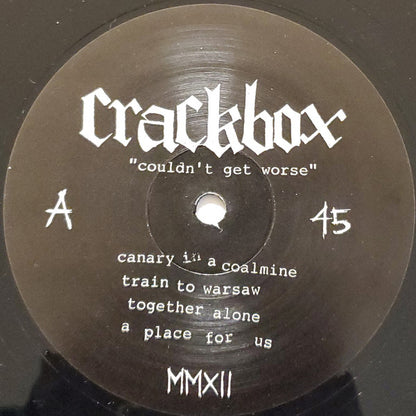 crackbox
"couldn't get worse"
A 45
canary in a coalmine
train to warsaw
together alone
a place for us
MMXII